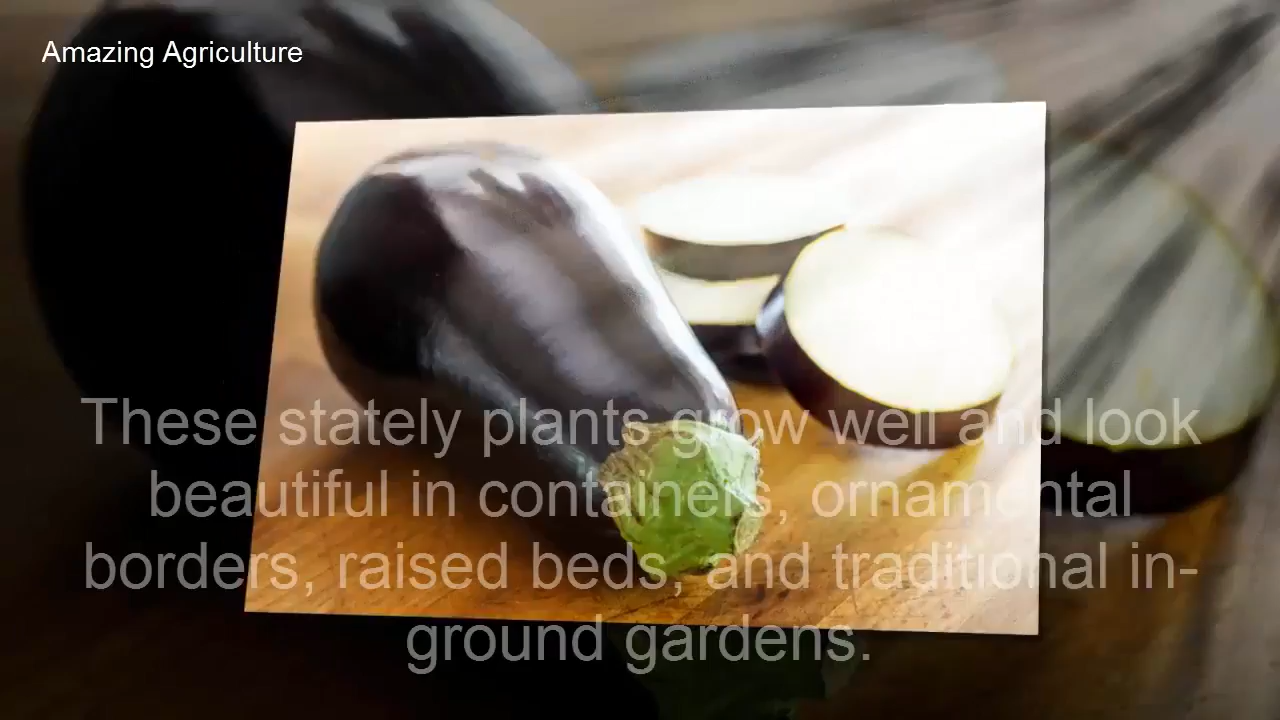 Amazing Agriculture
These stately plants grow well and look
beautiful in containers, ornamental
borders, raised beds, and traditional in-
ground gardens.